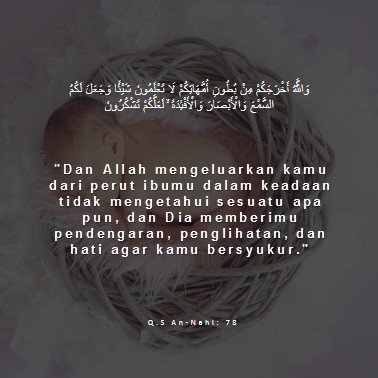 وَاللَّهُ أَخْرَجَكُمْ مِنْ بُطُونِ أُمَّهَاتِكُمْ لَا تَعْلَمُونَ شَيْئًا وَجَعَلَ لَكُمُ
السَّمْعَ وَالْأَبْصَارَ وَالْأَفْئِدَةَ ۙ لَعَلَّكُمْ تَشْكُرُونَ
"Dan Allah mengeluarkan kamu
dari perut ibumu dalam keadaan
tidak mengetahui sesuatu apa
pun, dan Dia memberimu
pendengaran, penglihatan, dan
hati agar kamu bersyukur."
Q.S An-Nahl: 78